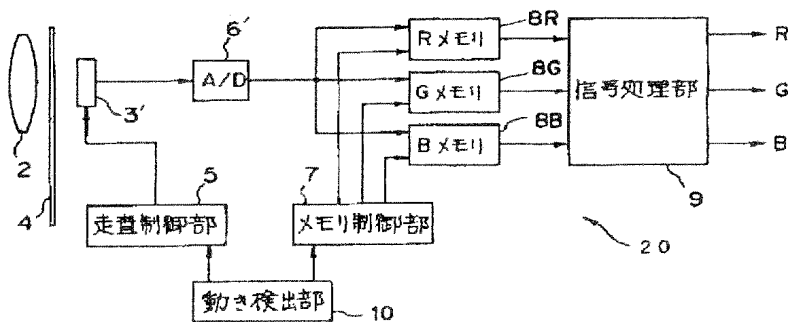 6′
A/D
Rメモリ
8R
Gメモリ
8G
Bメモリ
8B
信号処理部
9
R
G
B
2
4
3′
5
走査制御部
7
メモリ制御部
動き検出部
10
20